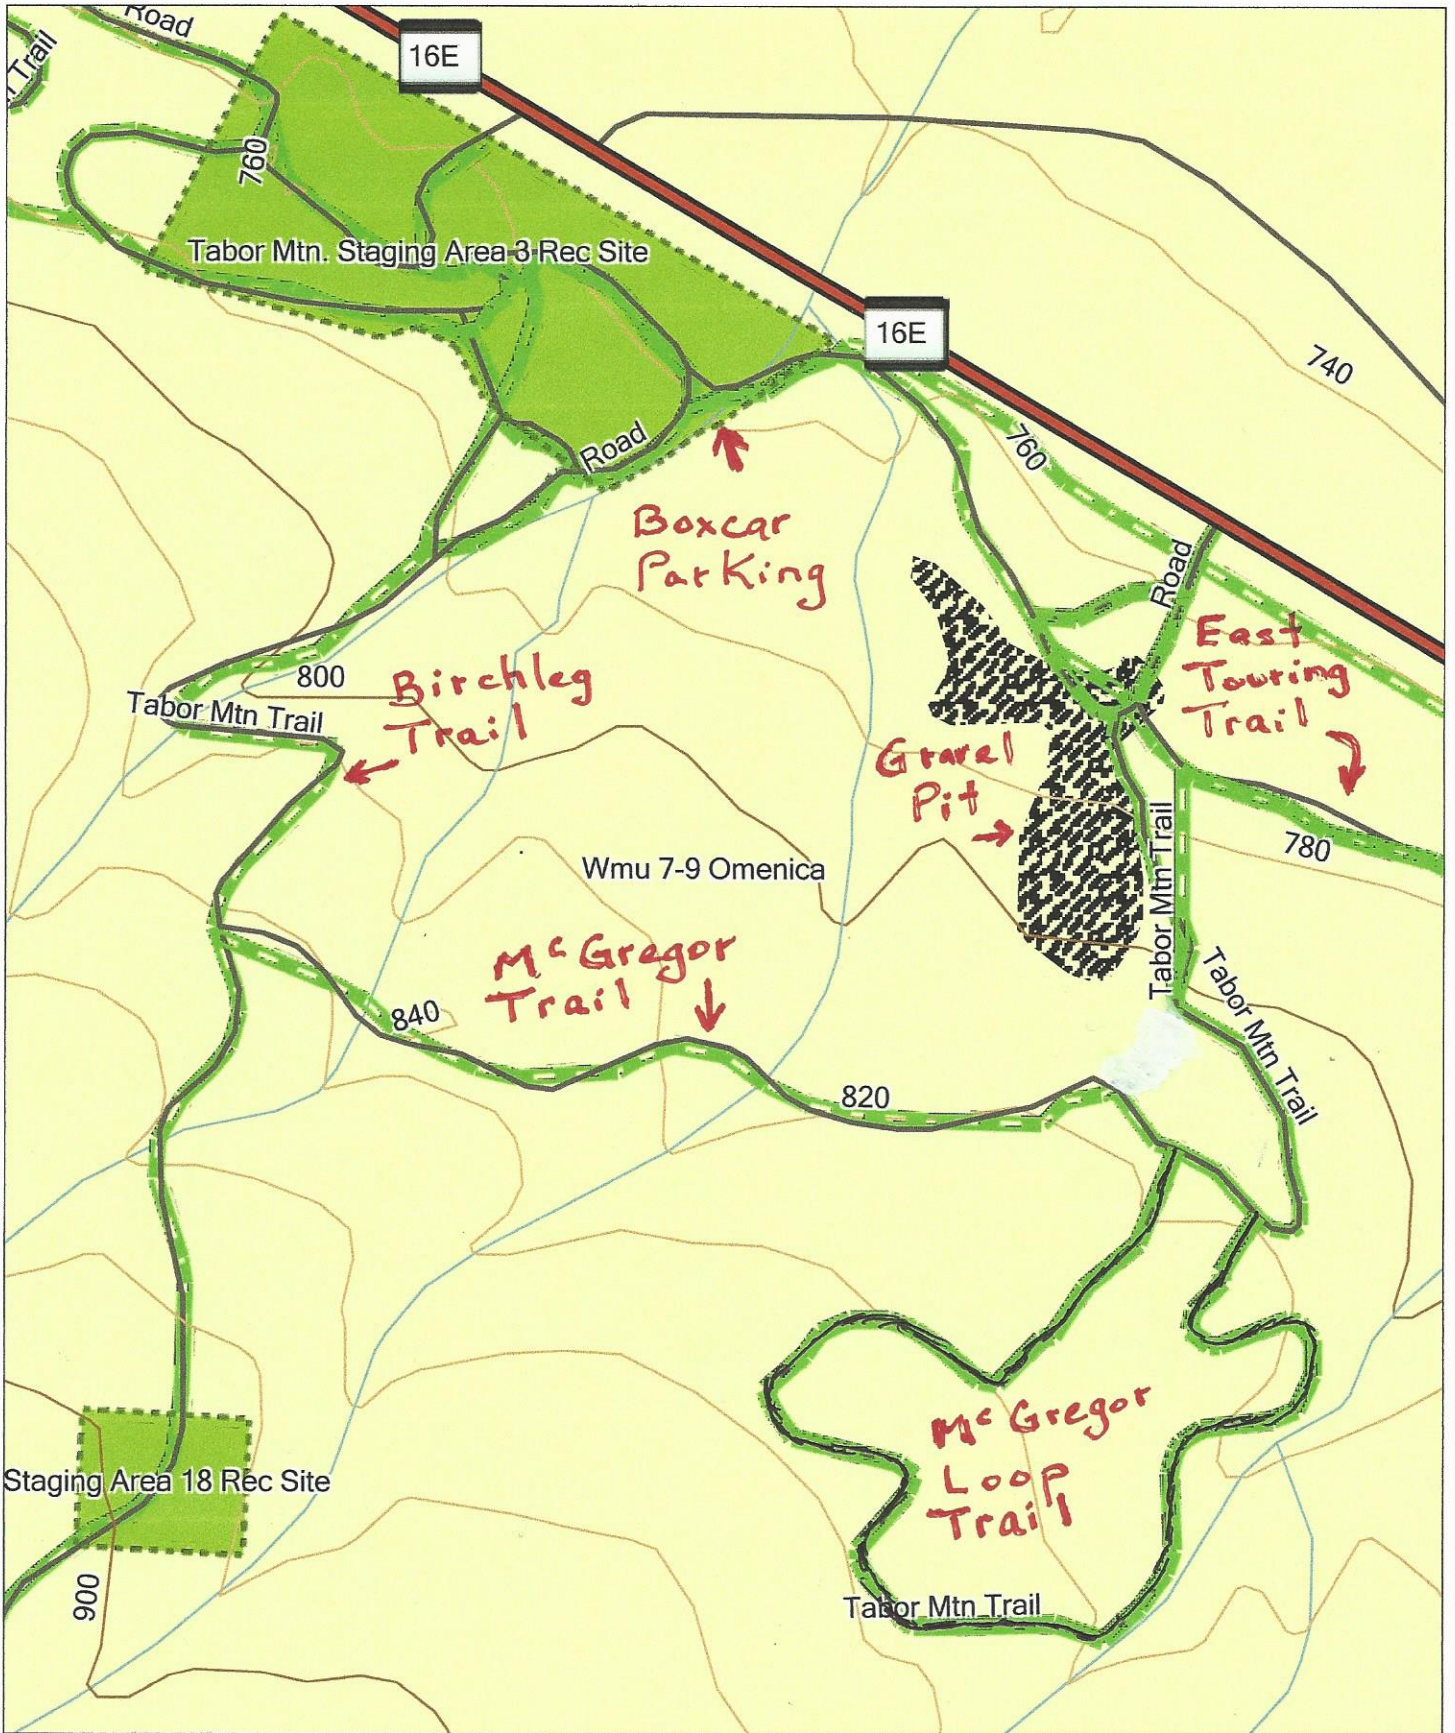 Road
Trail
16E
760
Tabor Mtn. Staging Area 3 Rec Site
16E
740
760
Road
Boxcar
Parking
Road
East
Touring
Trail
800
Birchleg
Trail
Tabor Mtn Trail
Gravel
Pit
780
Tabor Mtn Trail
Wmu 7-9 Omenica
McGregor
Trail
Tabor Mtn Trail
840
820
McGregor
Loop
Trail
Staging Area 18 Rec Site
900
Tabor Mtn Trail